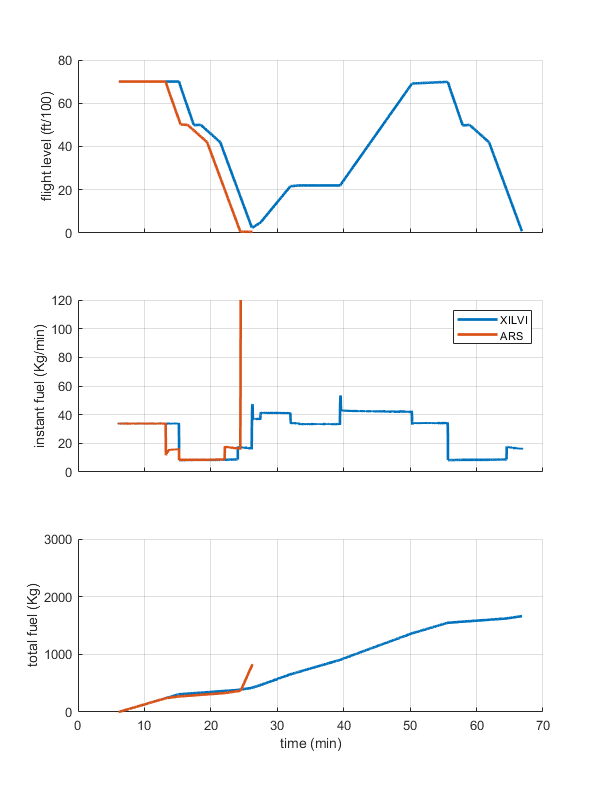 80
60
40
20
0
flight level (ft/100)
120
100
80
60
40
20
0
instant fuel (Kg/min)
XILVI
ARS
3000
2000
1000
0
total fuel (Kg)
0 10 20 30 40 50 60 70
time (min)